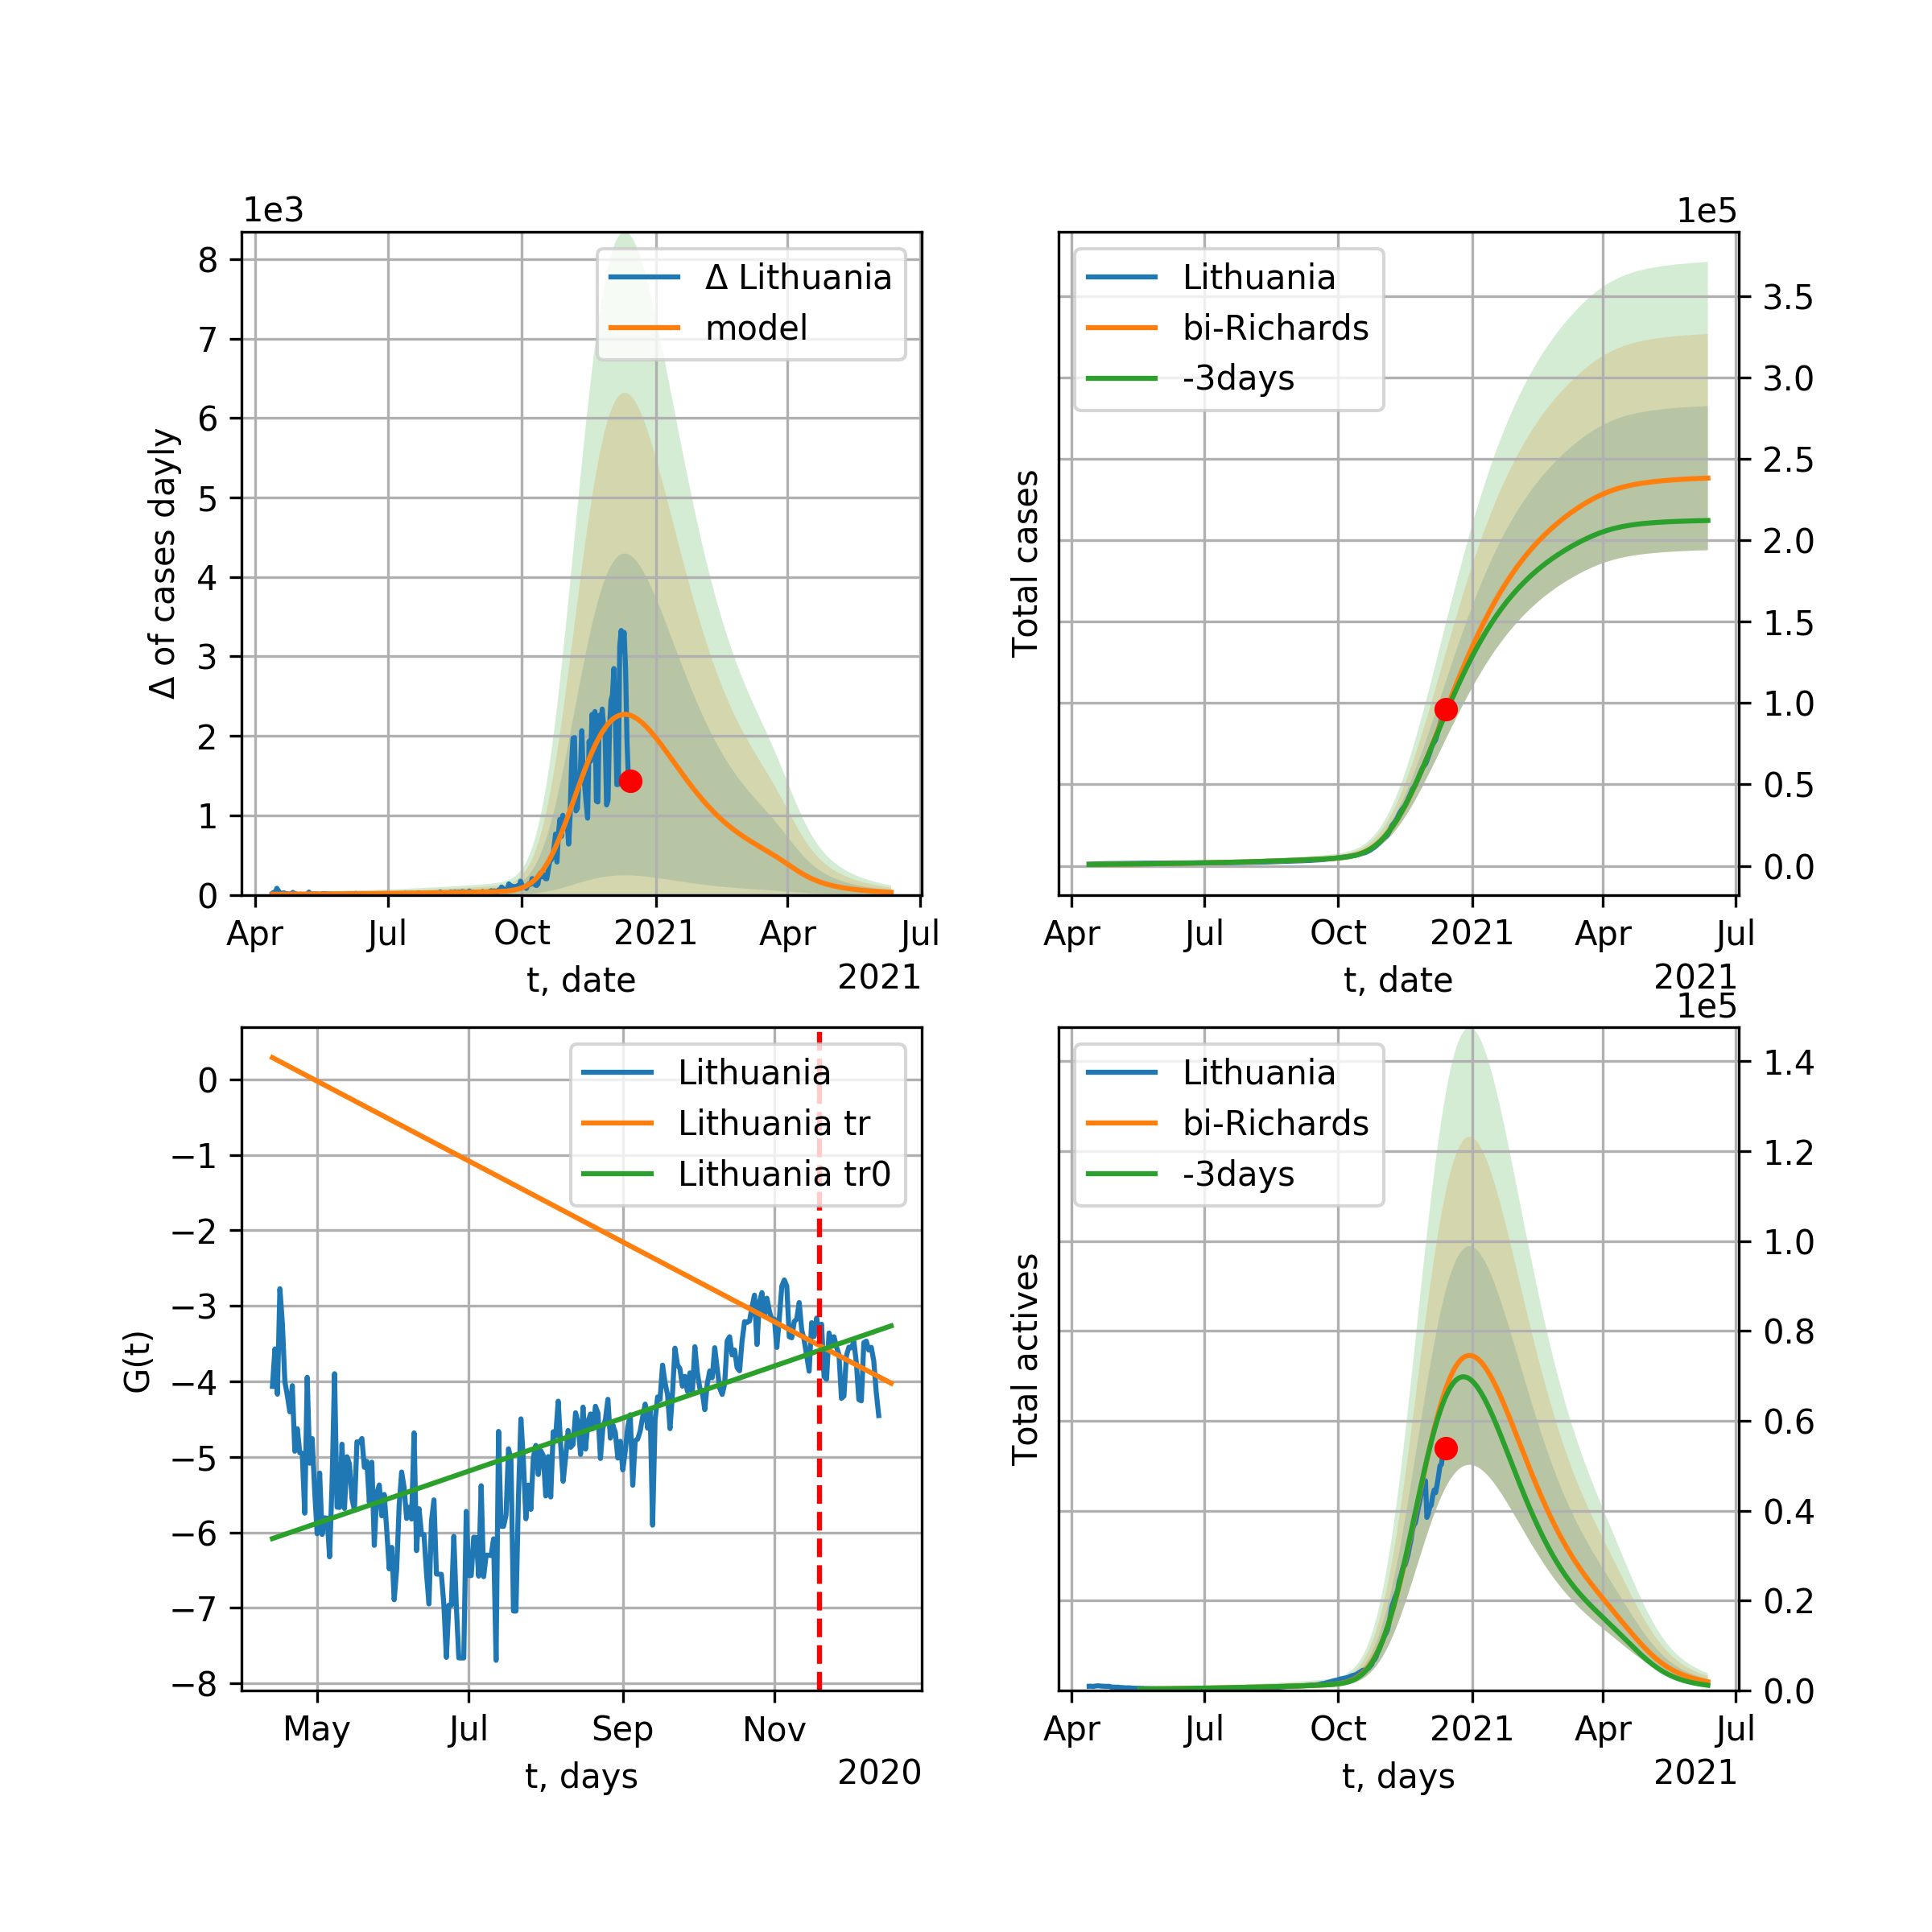 1e3
8
7
6
5
4
3
2
1
0
Δ of cases dayly
Δ Lithuania
model
Apr Jul Oct 2021 Apr Jul
t, date
2021
1e5
3.5
3.0
2.5
2.0
1.5
1.0
0.5
0.0
Total cases
Lithuania
bi-Richards
-3days
Apr Jul Oct 2021 Apr Jul
t, date
2021
0
−1
−2
−3
−4
−5
−6
−7
−8
G(t)
Lithuania
Lithuania tr
Lithuania tr0
May Jul Sep Nov
t, days
2020
1e5
1.4
1.2
1.0
0.8
0.6
0.4
0.2
0.0
Total actives
Lithuania
bi-Richards
-3days
Apr Jul Oct 2021 Apr Jul
t, days
2021